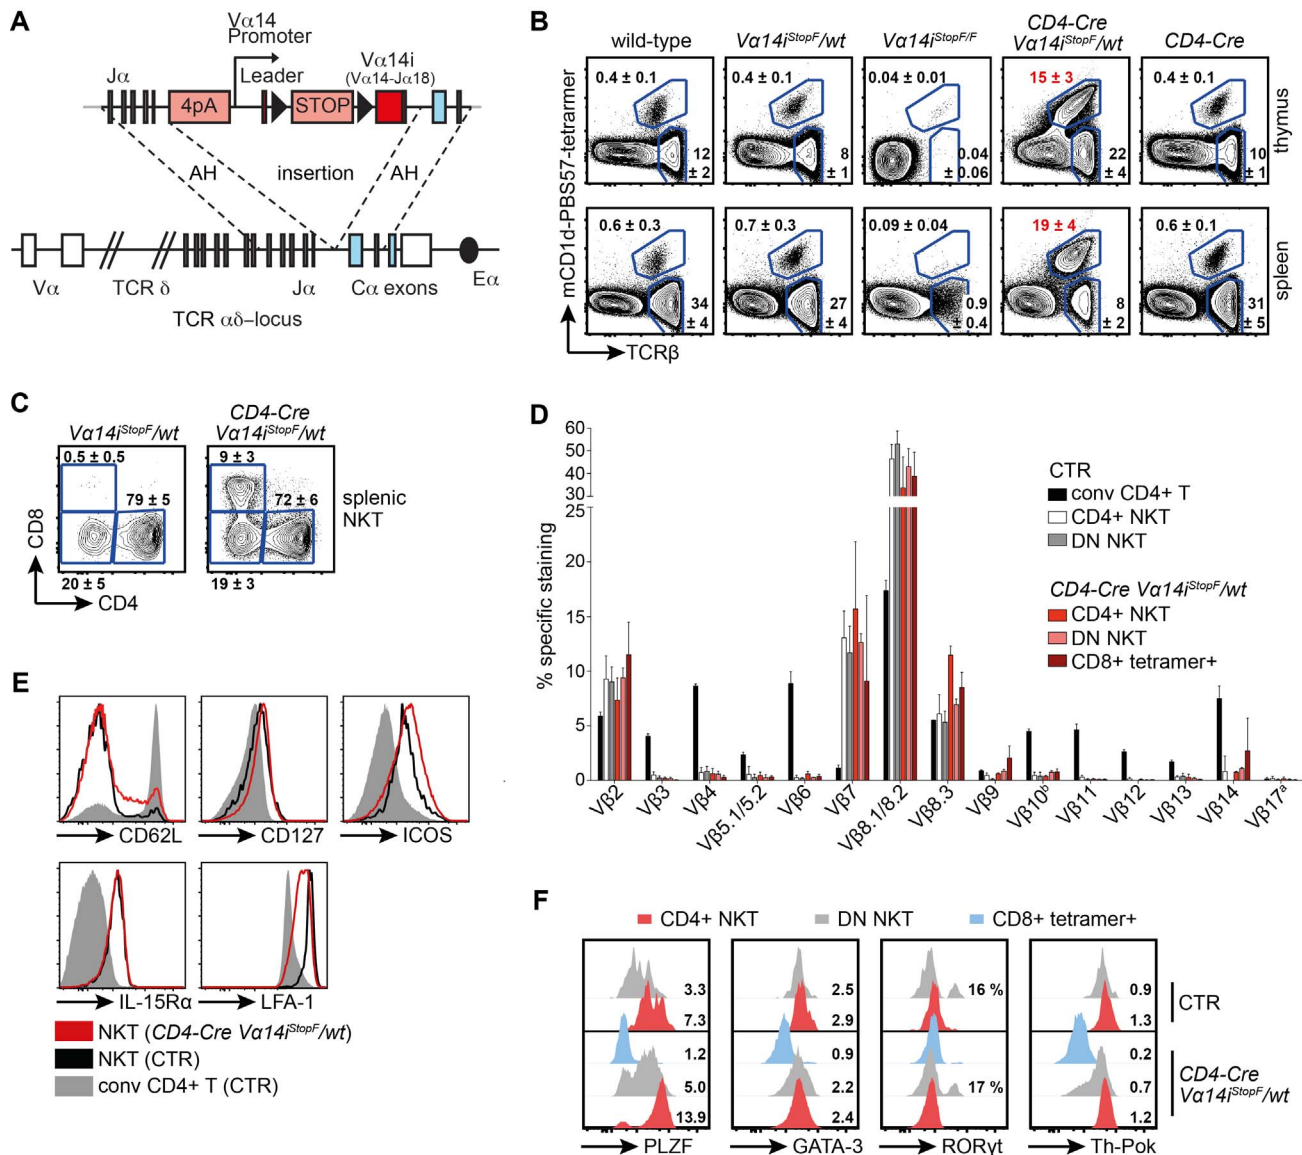 A
Vα14
Promoter
Jα
Leader
Vα14i
(Vα14-Jα18)
4pA
STOP
AH
insertion
AH
Vα
TCR δ
Jα
Cα exons
Eα
TCR αδ–locus
B
wild-type
Vα14iStopF/wt
Vα14iStopF/F
CD4-Cre
Vα14iStopF/wt
CD4-Cre
0.4 ± 0.1
0.4 ± 0.1
0.04 ± 0.01
15 ± 3
0.4 ± 0.1
12
± 2
8
± 1
0.04
± 0.06
22
± 4
10
± 1
thymus
0.6 ± 0.3
0.7 ± 0.3
0.09 ± 0.04
19 ± 4
0.6 ± 0.1
34
± 4
27
± 4
0.9
± 0.4
8
± 2
31
± 5
spleen
mCD1d-PBS57-tetramer
TCRβ
C
Vα14iStopF/wt
CD4-Cre
Vα14iStopF/wt
0.5 ± 0.5
79 ± 5
20 ± 5
9 ± 3
72 ± 6
19 ± 3
splenic
NKT
CD8
CD4
D
% specific staining
60
50
40
30
25
20
15
10
5
0
Vβ2
Vβ3
Vβ4
Vβ5.1/5.2
Vβ6
Vβ7
Vβ8.1/8.2
Vβ8.3
Vβ9
Vβ10b
Vβ11
Vβ12
Vβ13
Vβ14
Vβ17a
CTR
conv CD4+ T
CD4+ NKT
DN NKT
CD4-Cre Vα14iStopF/wt
CD4+ NKT
DN NKT
CD8+ tetramer+
E
CD62L
CD127
ICOS
IL-15Rα
LFA-1
NKT (CD4-Cre Vα14iStopF/wt)
NKT (CTR)
conv CD4+ T (CTR)
F
CD4+ NKT
DN NKT
CD8+ tetramer+
3.3
2.5
16 %
0.9
7.3
2.9
1.3
CTR
1.2
0.9
0.2
5.0
2.2
17 %
0.7
13.9
2.4
1.2
CD4-Cre
Vα14iStopF/wt
PLZF
GATA-3
RORγt
Th-Pok